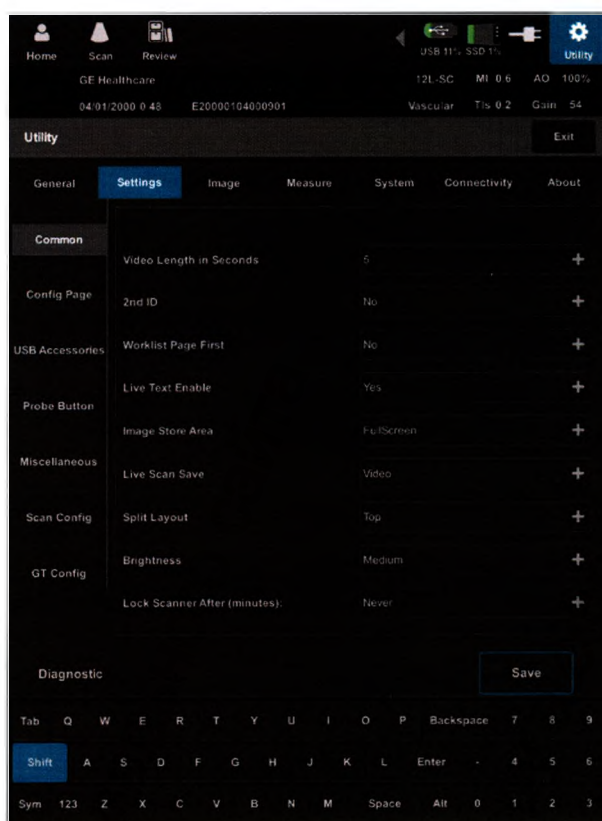 USB 11% SSD 1%
Home Scan Review Utility
GE Healthcare 12L-SC MI 0.6 AO 100%
04/01/2000 0:48 E20000104000901 Vascular TIs 0.2 Gain 54
Utility Exit
General Settings Image Measure System Connectivity About
Common
Video Length in Seconds 5
Config Page
2nd ID No
Worklist Page First No
USB Accessories
Live Text Enable Yes
Probe Button
Image Store Area FullScreen
Miscellaneous
Live Scan Save Video
Scan Config
Split Layout Top
Brightness Medium
GT Config
Lock Scanner After (minutes): Never
Diagnostic Save
Tab Q W E R T Y U I O P Backspace 7 8 9
Shift A S D F G H J K L Enter - 4 5 6
Sym 123 Z X C V B N M Space Alt 0 1 2 3